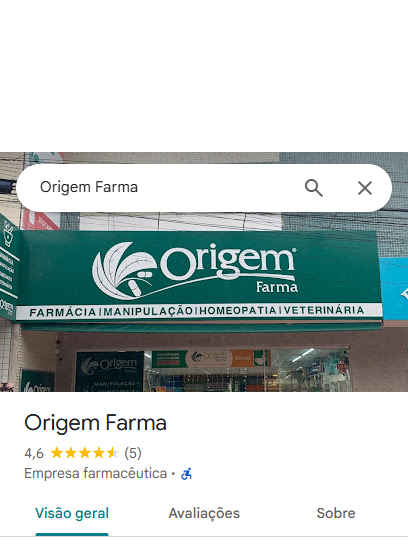 Origem Farma
Origem
Farma
FARMÁCIA | MANIPULAÇÃO | HOMEOPATIA | VETERINÁRIA
Origem
MANIPULAÇÃO
Origem Farma
4,6 (5)
Empresa farmacêutica •
Visão geral Avaliações Sobre